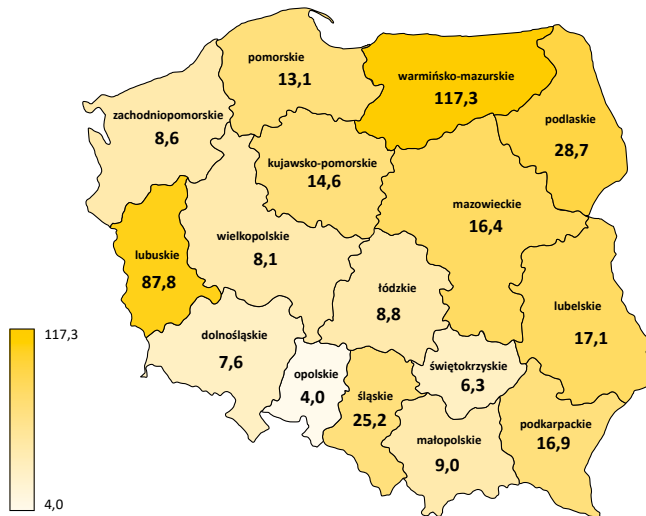 pomorskie
13,1
warmińsko-mazurskie
117,3
zachodniopomorskie
8,6
podlaskie
28,7
kujawsko-pomorskie
14,6
mazowieckie
16,4
wielkopolskie
8,1
lubuskie
87,8
łódzkie
8,8
lubelskie
17,1
dolnośląskie
7,6
opolskie
4,0
śląskie
25,2
świętokrzyskie
6,3
małopolskie
9,0
podkarpackie
16,9
117,3
4,0